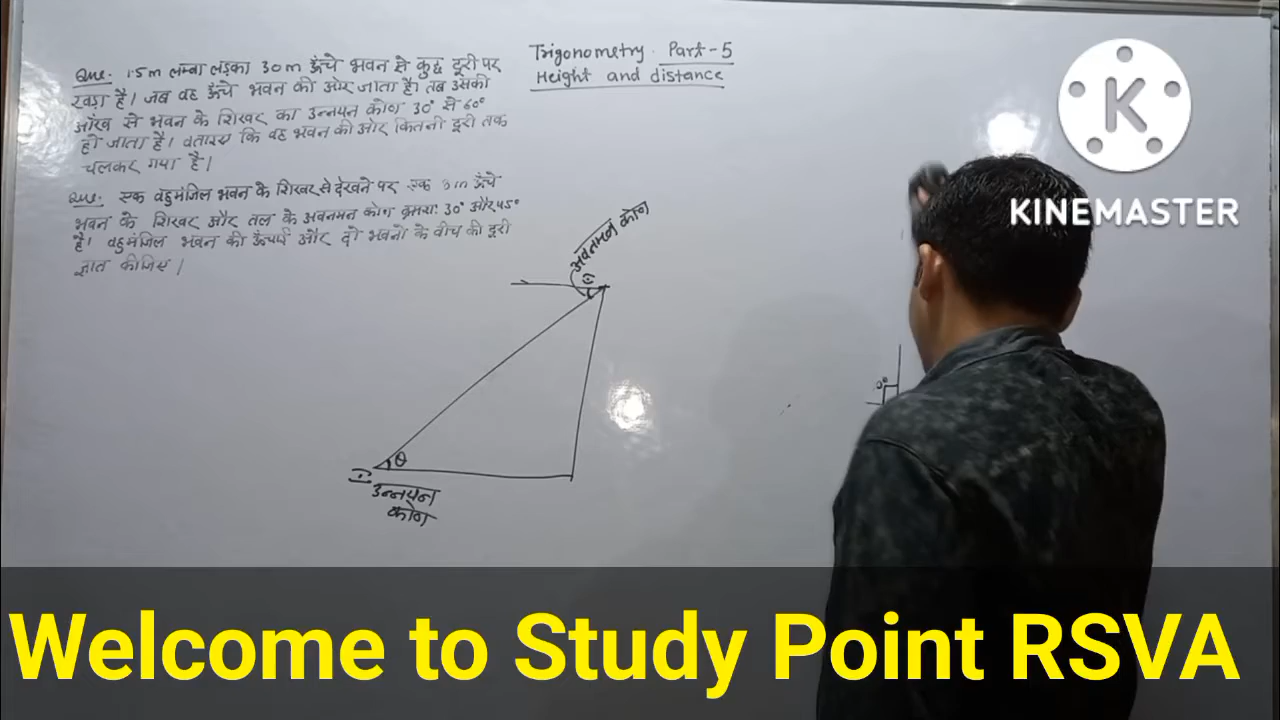 Trigonometry. Part-5
Height and distance
Que:. 1.5m लम्बा लड़का 30m ऊँचे भवन से कुछ दूरी पर
खड़ा है। जब वह ऊँचे भवन की ओर जाता है। तब उसकी
आँख से भवन के शिखर का उन्नयन कोण 30° से 60°
हो जाता है। बताइए कि वह भवन की ओर कितनी दूरी तक
चलकर गया है।
Que:. एक बहुमंजिल भवन के शिखर से देखने पर एक m ऊँचे
भवन के शिखर और तल के अवनमन कोण क्रमशः 30° और 45°
है। बहुमंजिल भवन की ऊँचाई और दो भवनों के बीच की दूरी
ज्ञात कीजिए।
अवनमन कोण
θ
उन्नयन
कोण
K
KINEMASTER
Welcome to Study Point RSVA